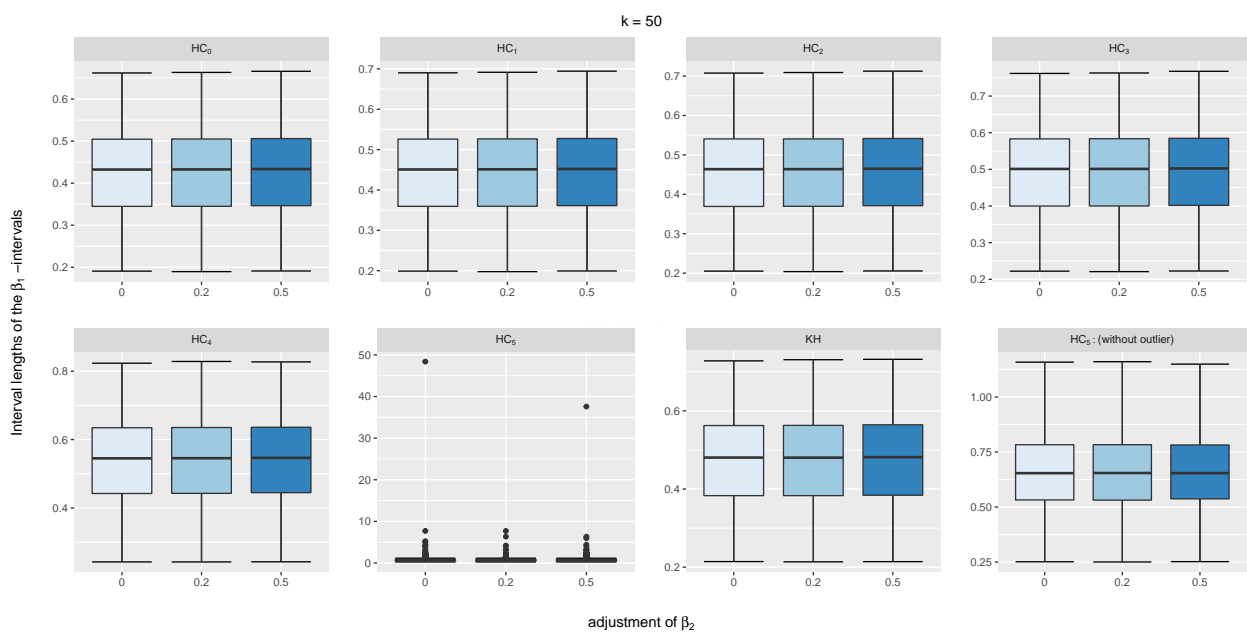 k = 50
Interval lengths of the β₁ −intervals
HC₀
0.6
0.5
0.4
0.3
0.2
0 0.2 0.5
HC₁
0.7
0.6
0.5
0.4
0.3
0.2
0 0.2 0.5
HC₂
0.7
0.6
0.5
0.4
0.3
0.2
0 0.2 0.5
HC₃
0.7
0.6
0.5
0.4
0.3
0.2
0 0.2 0.5
HC₄
0.8
0.6
0.4
0 0.2 0.5
HC₅
50
40
30
20
10
0
0 0.2 0.5
KH
0.6
0.4
0.2
0 0.2 0.5
HC₅ : (without outlier)
1.00
0.75
0.50
0.25
0 0.2 0.5
adjustment of β₂